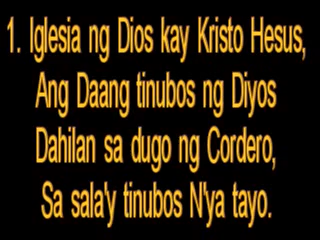 1. Iglesia ng Dios kay Kristo Hesus,
Ang Daang tinubos ng Diyos
Dahilan sa dugo ng Cordero,
Sa sala'y tinubos N'ya tayo.